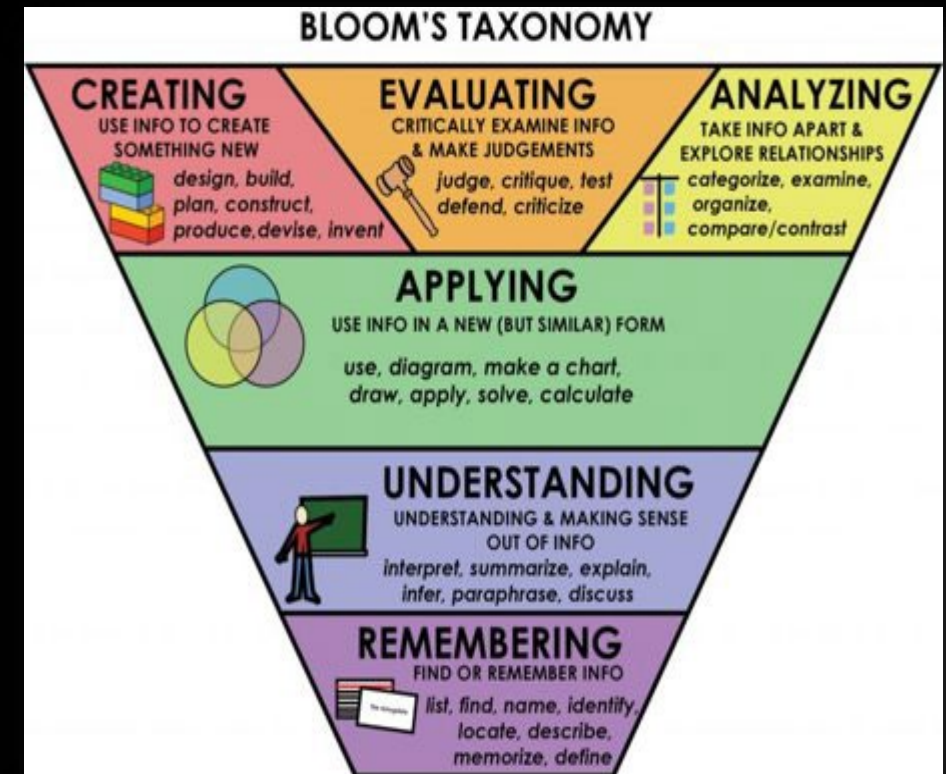 BLOOM'S TAXONOMY
CREATING
USE INFO TO CREATE
SOMETHING NEW
design, build,
plan, construct,
produce, devise, invent
EVALUATING
CRITICALLY EXAMINE INFO
& MAKE JUDGEMENTS
judge, critique, test
defend, criticize
ANALYZING
TAKE INFO APART &
EXPLORE RELATIONSHIPS
categorize, examine,
organize,
compare/contrast
APPLYING
USE INFO IN A NEW (BUT SIMILAR) FORM
use, diagram, make a chart,
draw, apply, solve, calculate
UNDERSTANDING
UNDERSTANDING & MAKING SENSE
OUT OF INFO
interpret, summarize, explain,
infer, paraphrase, discuss
REMEMBERING
FIND OR REMEMBER INFO
list, find, name, identify,
locate, describe,
memorize, define